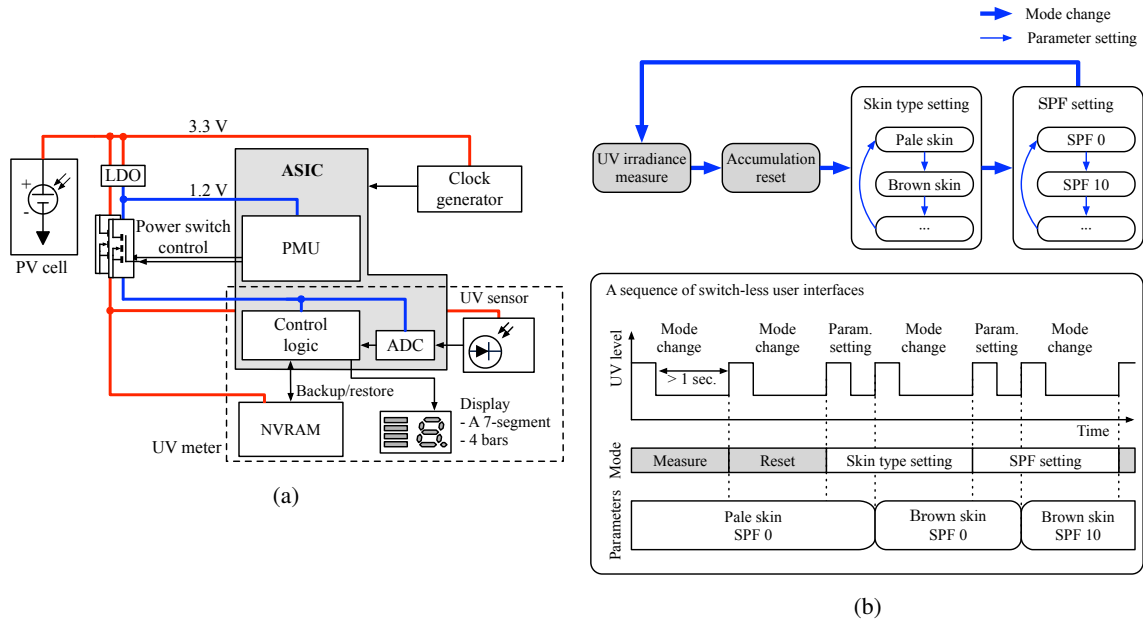 3.3 V
LDO
1.2 V
ASIC
Clock
generator
+
-
PV cell
Power switch
control
PMU
UV sensor
Control
logic
ADC
Backup/restore
NVRAM
UV meter
Display
- A 7-segment
- 4 bars
(a)
Mode change
Parameter setting
UV irradiance
measure
Accumulation
reset
Skin type setting
Pale skin
Brown skin
...
SPF setting
SPF 0
SPF 10
...
A sequence of switch-less user interfaces
UV level
Mode
change
Mode
change
Param.
setting
Mode
change
Param.
setting
Mode
change
> 1 sec.
Time
Mode
Measure
Reset
Skin type setting
SPF setting
Parameters
Pale skin
SPF 0
Brown skin
SPF 0
Brown skin
SPF 10
(b)